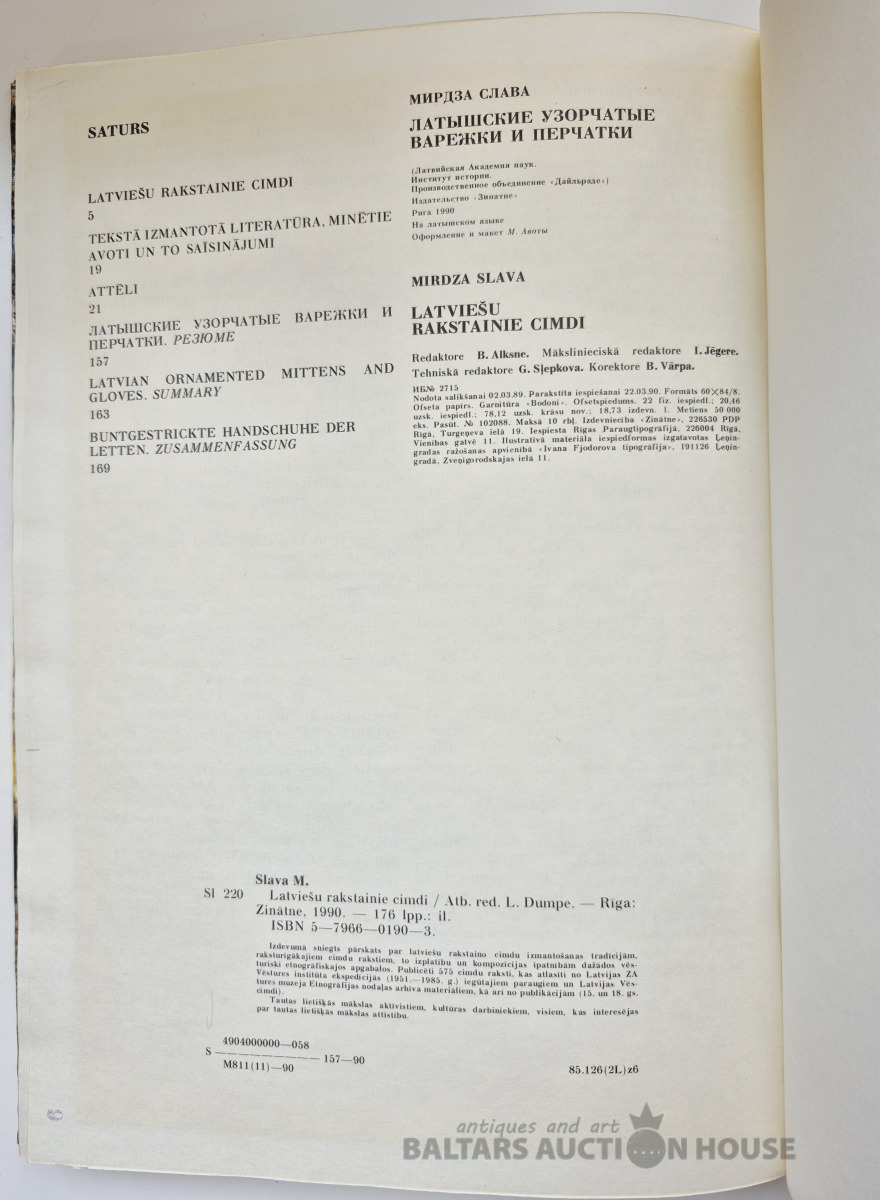 SATURS
LATVIEŠU RAKSTAINIE CIMDI
5
TEKSTĀ IZMANTOTĀ LITERATŪRA, MINĒTIE
AVOTI UN TO SAĪSINĀJUMI
19
ATTĒLI
21
ЛАТЫШСКИЕ УЗОРЧАТЫЕ ВАРЕЖКИ И
ПЕРЧАТКИ. РЕЗЮМЕ
157
LATVIAN ORNAMENTED MITTENS AND
GLOVES. SUMMARY
163
BUNTGESTRICKTE HANDSCHUHE DER
LETTEN. ZUSAMMENFASSUNG
169
МИРДЗА СЛАВА
ЛАТЫШСКИЕ УЗОРЧАТЫЕ
ВАРЕЖКИ И ПЕРЧАТКИ
(Латвийская Академия наук.
Институт истории.
Производственное объединение «Дайльраде»)
Издательство «Зинатне»
Рига 1990
На латышском языке
Оформление и макет М. Авоты
MIRDZA SLAVA
LATVIEŠU
RAKSTAINIE CIMDI
Redaktore B. Alksne. Mākslinieciskā redaktore I. Jēgere.
Tehniskā redaktore G. Sļepkova. Korektore B. Vārpa.
ИБ№ 2715
Nodota salikšanai 02.03.89. Parakstīta iespiešanai 22.03.90. Formāts 60×84/8.
Ofseta papīrs. Garnitūra «Bodoni». Ofsetspiedums. 22 fiz. iespiedl.; 20,46
uzsk. iespiedl.; 78,12 uzsk. krāsu nov.; 18,73 izdevn. l. Metiens 50 000
eks. Pasūt. № 102088. Maksā 10 rbļ. Izdevniecība «Zinātne», 226530 PDP
Rīgā, Turgeņeva ielā 19. Iespiesta Rīgas Paraugtipogrāfijā, 226004 Rīgā,
Vienības gatvē 11. Ilustratīvā materiāla iespiedformas izgatavotas Ļeņin-
gradas ražošanas apvienībā «Ivana Fjodorova tipogrāfija», 191126 Ļeņin-
gradā, Zveņigorodskajas ielā 11.
Slava M.
Sl 220 Latviešu rakstainie cimdi / Atb. red. L. Dumpe. — Rīga:
Zinātne, 1990. — 176 lpp.: il.
ISBN 5—7966—0190—3.
Izdevumā sniegts pārskats par latviešu rakstaino cimdu izmantošanas tradīcijām,
raksturīgākajiem cimdu rakstiem, to izplatību un kompozīcijas īpatnībām dažādos vēs-
turiski etnogrāfiskajos apgabalos. Publicēti 575 cimdu raksti, kas atlasīti no Latvijas ZA
Vēstures institūta ekspedīcijās (1951.—1985. g.) iegūtajiem paraugiem un Latvijas Vēs-
tures muzeja Etnogrāfijas nodaļas arhīva materiāliem, kā arī no publikācijām (15. un 18. gs.
cimdi).
Tautas lietišķās mākslas aktīvistiem, kultūras darbiniekiem, visiem, kas interesējas
par tautas lietišķās mākslas attīstību.
4904000000—058
S ——————— 157—90
M811(11)—90
85.126(2L)z6
antiques and art
BALTARS AUCTION HOUSE